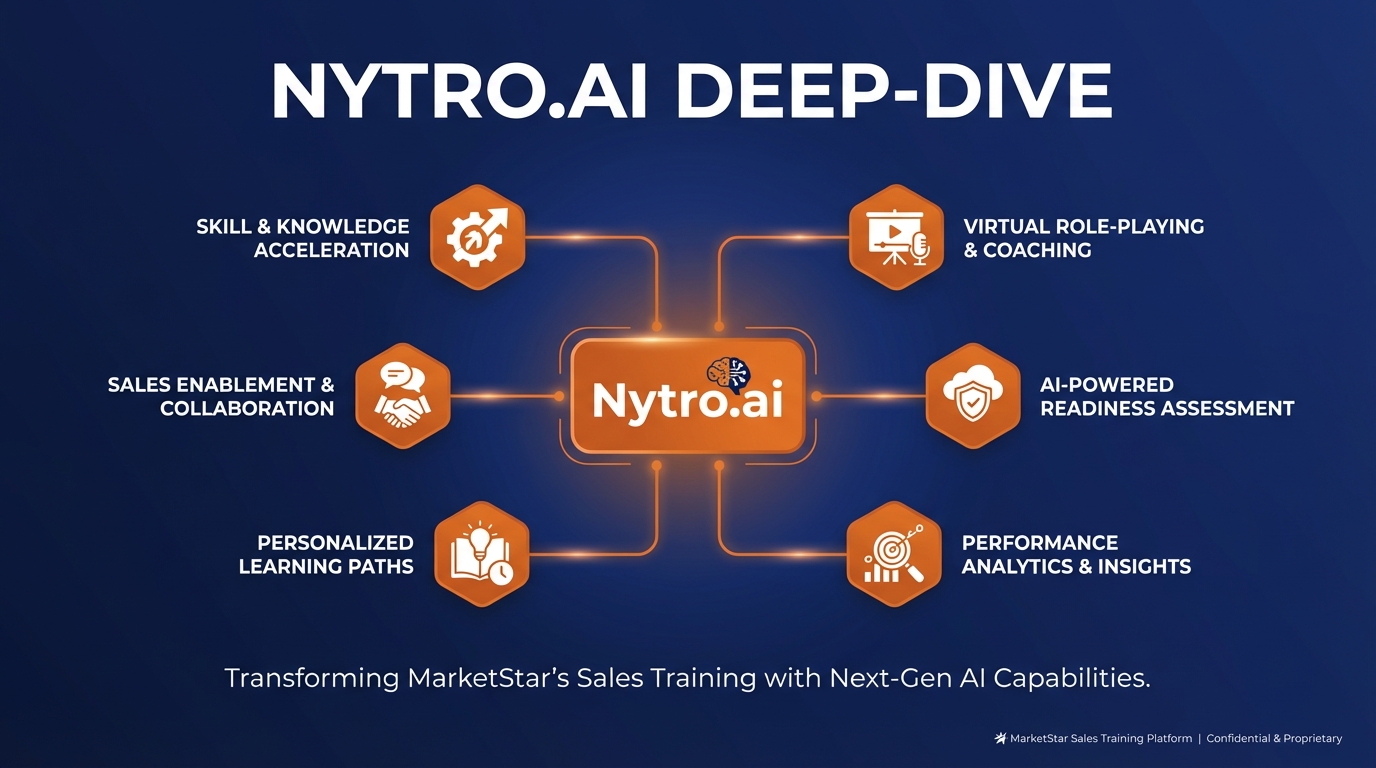 NYTRO.AI DEEP-DIVE
SKILL & KNOWLEDGE
ACCELERATION
VIRTUAL ROLE-PLAYING
& COACHING
SALES ENABLEMENT &
COLLABORATION
Nytro.ai
AI-POWERED
READINESS ASSESSMENT
PERSONALIZED
LEARNING PATHS
PERFORMANCE
ANALYTICS & INSIGHTS
Transforming MarketStar's Sales Training with Next-Gen AI Capabilities.
MarketStar Sales Training Platform | Confidential & Proprietary